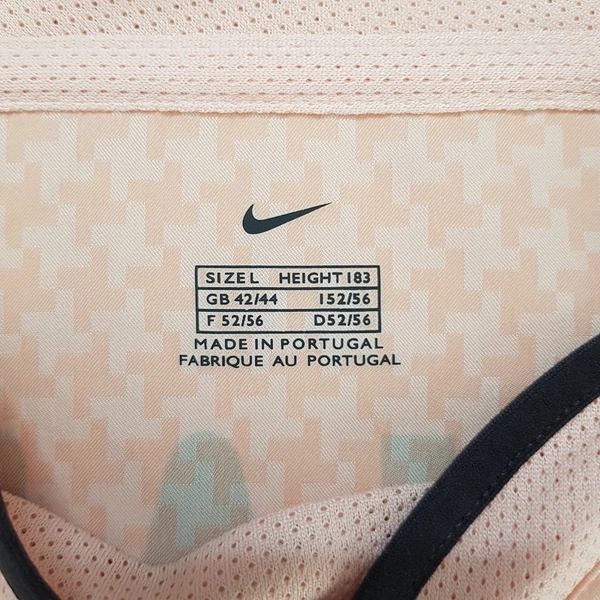 SIZE L HEIGHT 183
GB 42/44 I 52/56
F 52/56 D 52/56
MADE IN PORTUGAL
FABRIQUE AU PORTUGAL